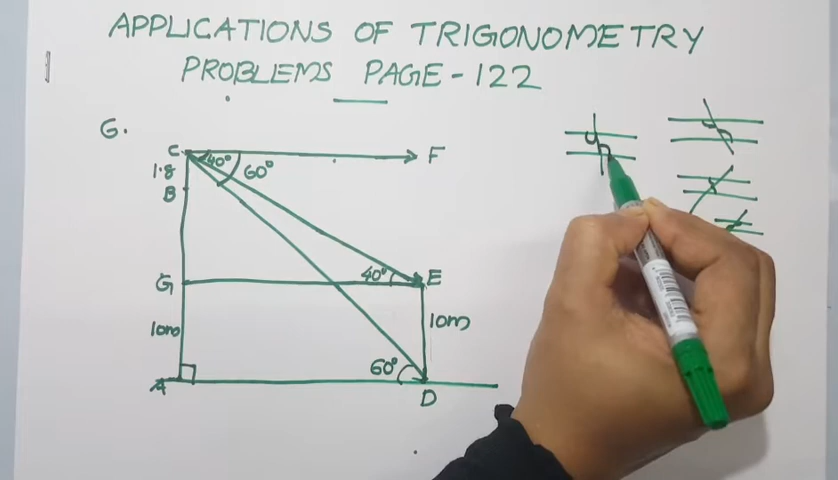 APPLICATIONS OF TRIGONOMETRY
PROBLEMS PAGE-122
6.
C 40° 60° F
1.8
B
G 40° E
10m 10m
60°
A D